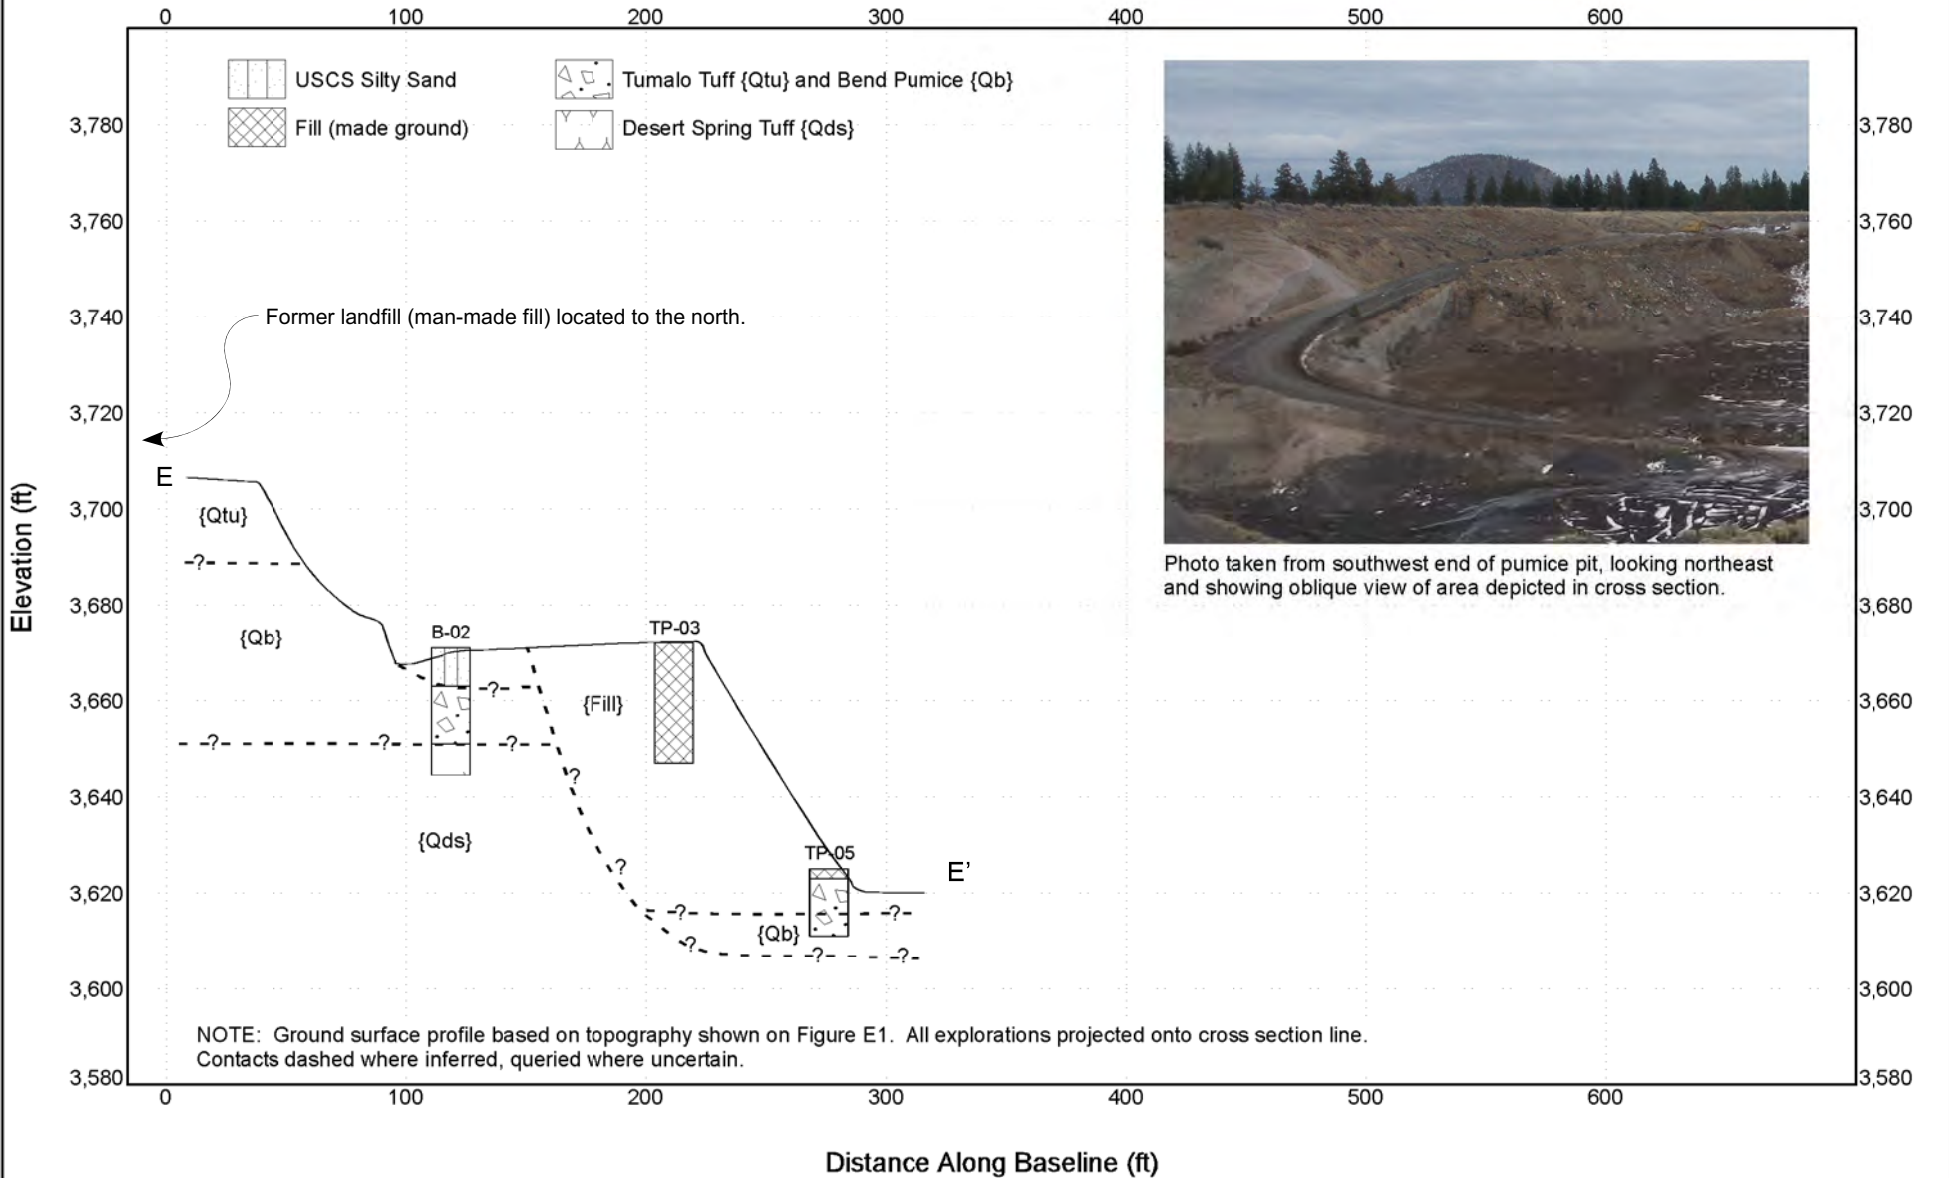 0 100 200 300 400 500 600
USCS Silty Sand
Tumalo Tuff {Qtu} and Bend Pumice {Qb}
Fill (made ground)
Desert Spring Tuff {Qds}
3,780 3,780
3,760 3,760
Former landfill (man-made fill) located to the north.
3,740 3,740
3,720 3,720
E
{Qtu}
3,700 3,700
-?-
Photo taken from southwest end of pumice pit, looking northeast
and showing oblique view of area depicted in cross section.
Elevation (ft)
3,680 3,680
{Qb}
B-02
TP-03
-?-
3,660 3,660
{Fill}
-?- -?- -?-
?
3,640 3,640
{Qds}
TP-05
?
E’
3,620 3,620
-?- -?-
{Qb}
?
-?- -?-
3,600 3,600
NOTE: Ground surface profile based on topography shown on Figure E1. All explorations projected onto cross section line.
Contacts dashed where inferred, queried where uncertain.
3,580 3,580
0 100 200 300 400 500 600
Distance Along Baseline (ft)